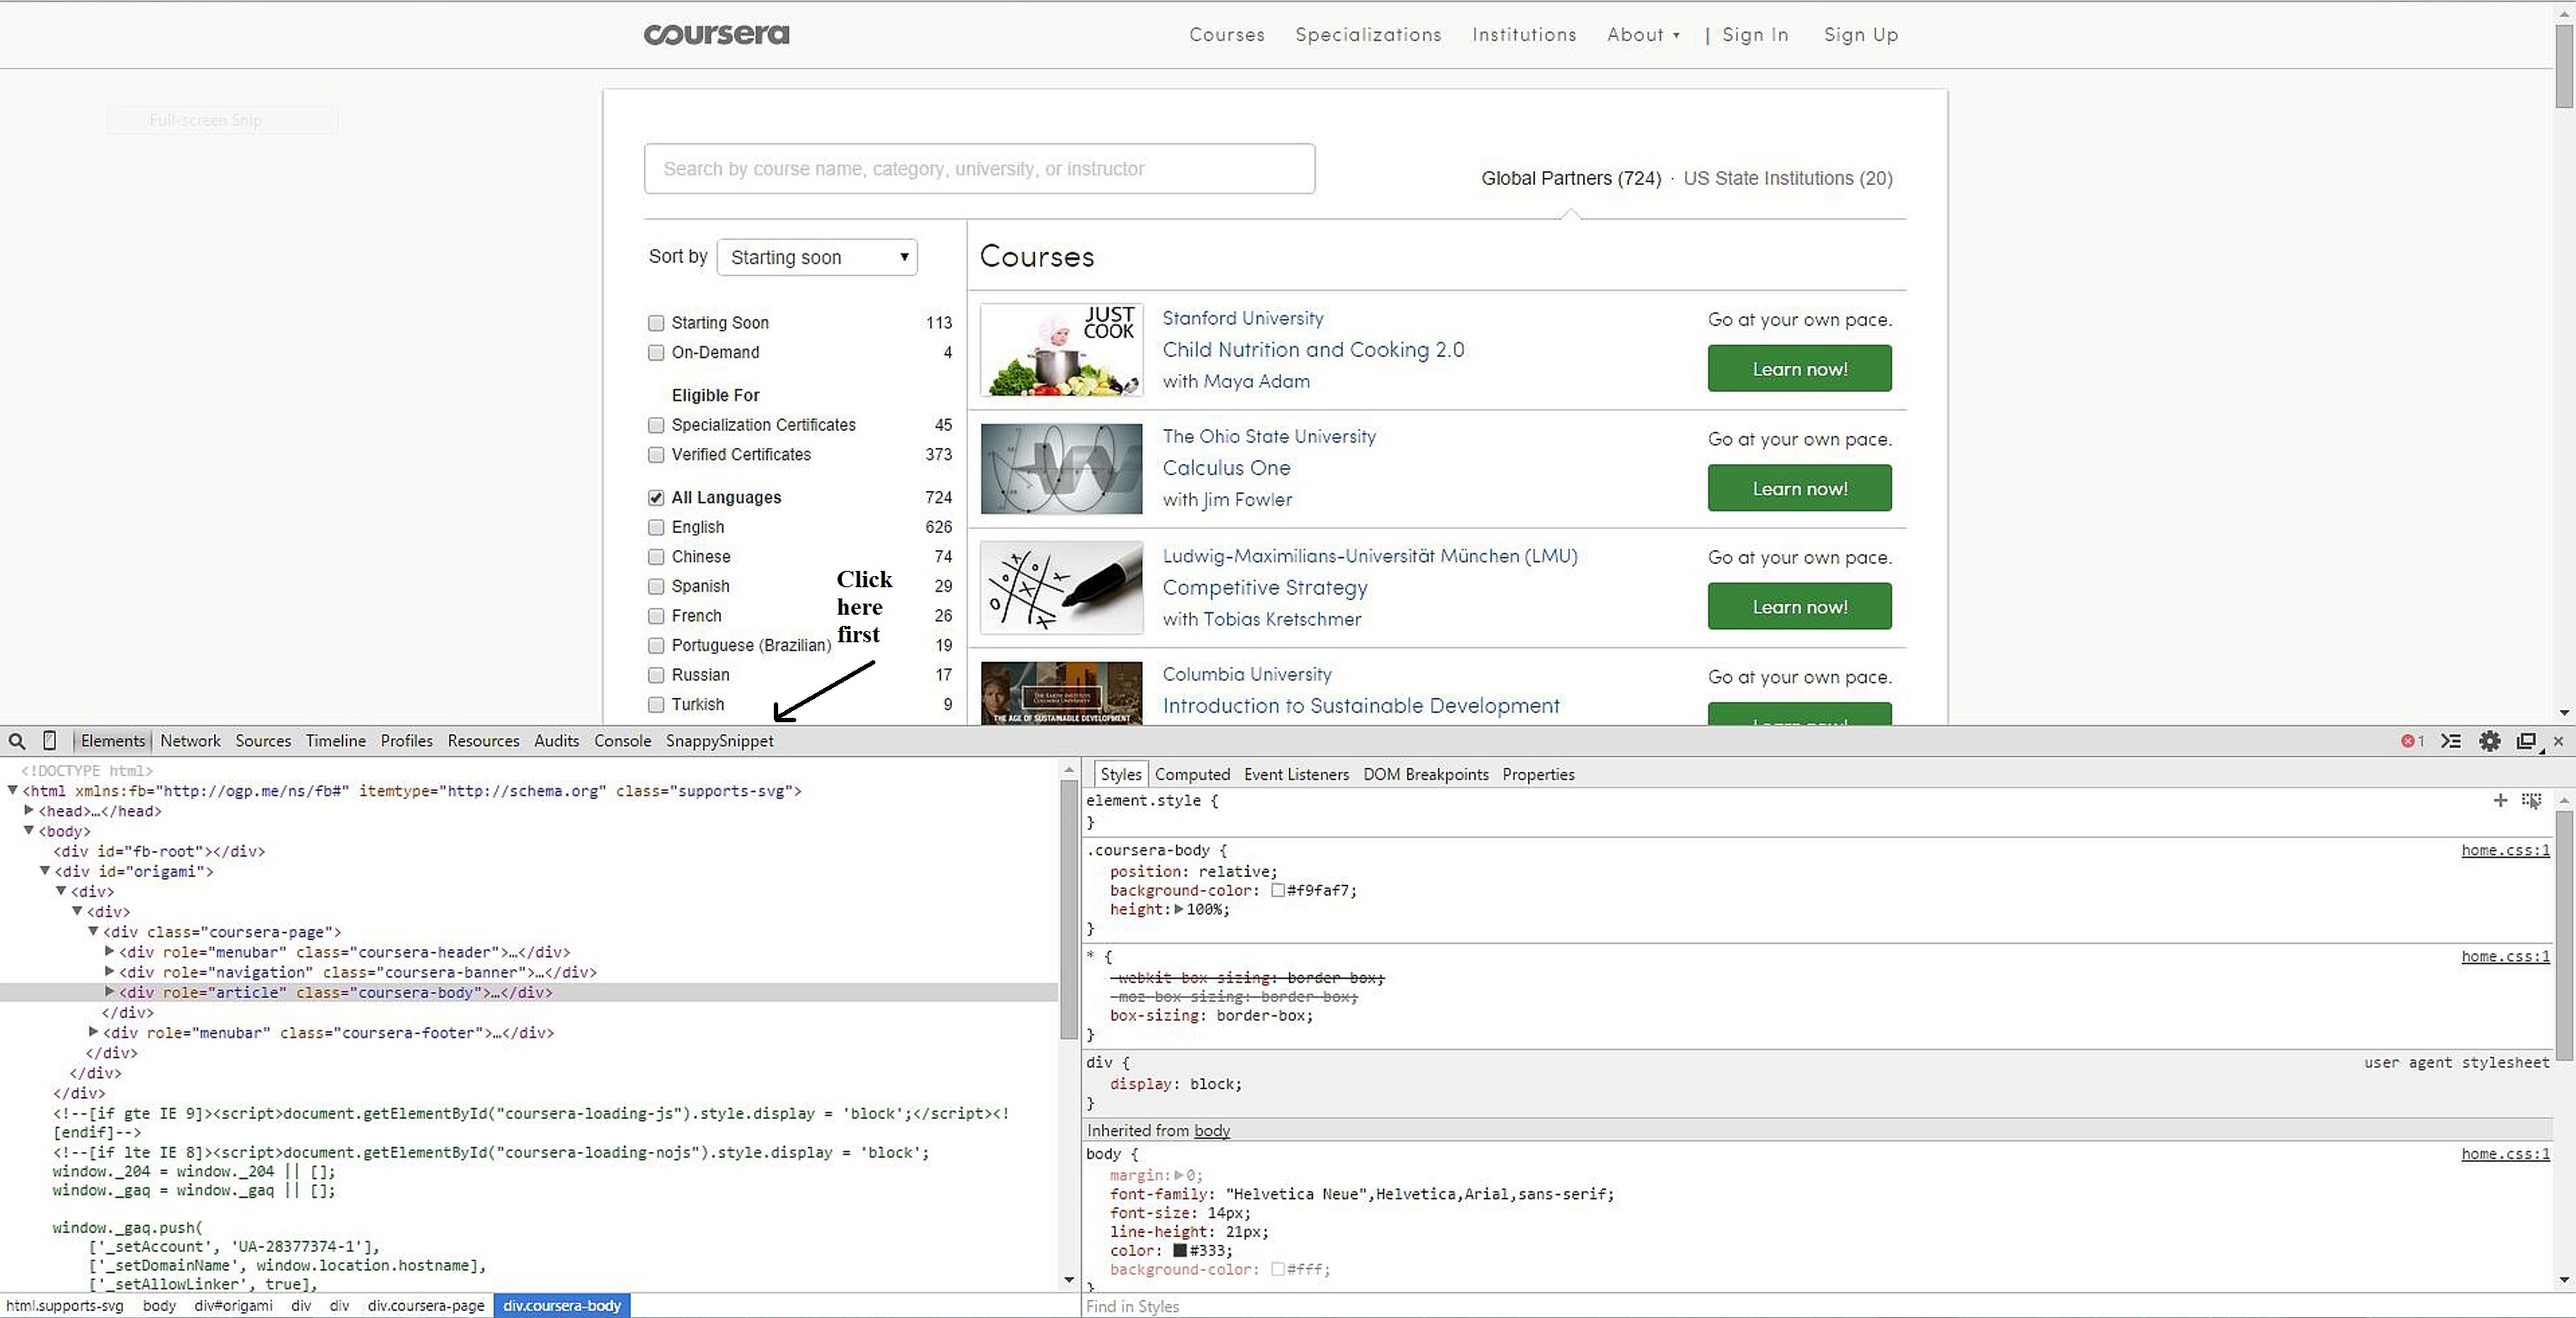 coursera
Courses Specializations Institutions About ▾ | Sign In Sign Up
Full-screen Snip
Search by course name, category, university, or instructor
Global Partners (724) · US State Institutions (20)
Sort by Starting soon
Starting Soon 113
On-Demand 4
Eligible For
Specialization Certificates 45
Verified Certificates 373
All Languages 724
English 626
Chinese 74
Spanish 29
French 26
Portuguese (Brazilian) 19
Russian 17
Turkish 9
Click
here
first
Courses
JUST
COOK
Stanford University
Child Nutrition and Cooking 2.0
with Maya Adam
Go at your own pace.
Learn now!
The Ohio State University
Calculus One
with Jim Fowler
Go at your own pace.
Learn now!
Ludwig-Maximilians-Universität München (LMU)
Competitive Strategy
with Tobias Kretschmer
Go at your own pace.
Learn now!
THE EARTH INSTITUTE
COLUMBIA UNIVERSITY
THE AGE OF SUSTAINABLE DEVELOPMENT
Columbia University
Introduction to Sustainable Development
Go at your own pace.
Learn now!
Elements Network Sources Timeline Profiles Resources Audits Console SnappySnippet 1
<!DOCTYPE html>
▼<html xmlns:fb="http://ogp.me/ns/fb#" itemtype="http://schema.org" class="supports-svg">
▶<head>…</head>
▼<body>
<div id="fb-root"></div>
▼<div id="origami">
▼<div>
▼<div>
▼<div class="coursera-page">
▶<div role="menubar" class="coursera-header">…</div>
▶<div role="navigation" class="coursera-banner">…</div>
▶<div role="article" class="coursera-body">…</div>
</div>
▶<div role="menubar" class="coursera-footer">…</div>
</div>
</div>
</div>
<!--[if gte IE 9]><script>document.getElementById("coursera-loading-js").style.display = 'block';</script><!
[endif]-->
<!--[if lte IE 8]><script>document.getElementById("coursera-loading-nojs").style.display = 'block';
window._204 = window._204 || [];
window._gaq = window._gaq || [];
window._gaq.push(
['_setAccount', 'UA-28377374-1'],
['_setDomainName', window.location.hostname],
['_setAllowLinker', true],
html.supports-svg body div#origami div div div.coursera-page div.coursera-body
Styles Computed Event Listeners DOM Breakpoints Properties
element.style {
}
.coursera-body { home.css:1
position: relative;
background-color: #f9faf7;
height:▶100%;
}
* { home.css:1
-webkit-box-sizing: border-box;
-moz-box-sizing: border-box;
box-sizing: border-box;
}
div { user agent stylesheet
display: block;
}
Inherited from body
body { home.css:1
margin:▶0;
font-family: "Helvetica Neue",Helvetica,Arial,sans-serif;
font-size: 14px;
line-height: 21px;
color: #333;
background-color: #fff;
}
Find in Styles